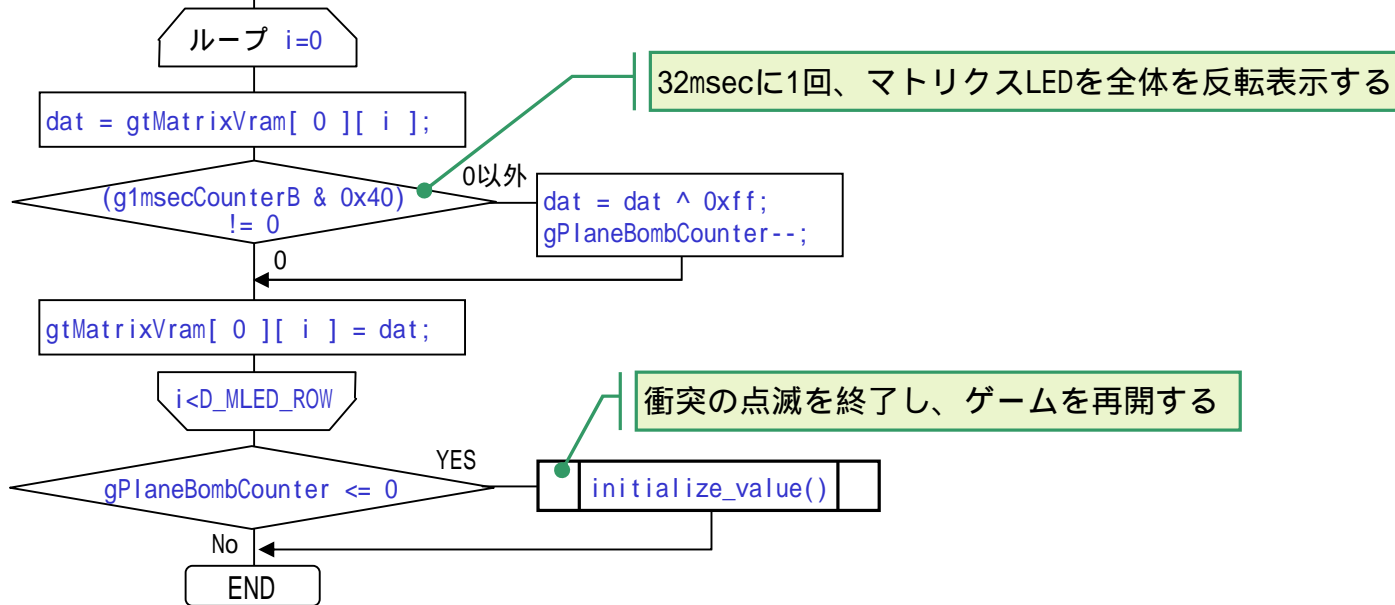 ループ i=0
32msecに1回、マトリクスLEDを全体を反転表示する
dat = gtMatrixVram[ 0 ][ i ];
(g1msecCounterB & 0x40)
!= 0
0以外
dat = dat ^ 0xff;
gPlaneBombCounter--;
0
gtMatrixVram[ 0 ][ i ] = dat;
i<D_MLED_ROW
衝突の点滅を終了し、ゲームを再開する
gPlaneBombCounter <= 0
YES
initialize_value()
No
END